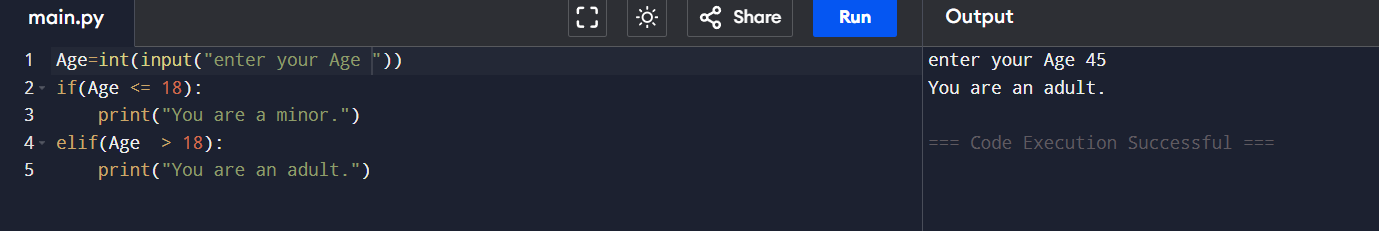 main.py Share Run Output
1 Age=int(input("enter your Age "))
2 if(Age <= 18):
3     print("You are a minor.")
4 elif(Age  > 18):
5     print("You are an adult.")
enter your Age 45
You are an adult.
=== Code Execution Successful ===